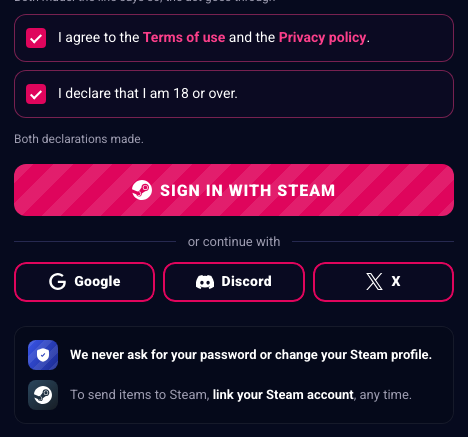 I agree to the Terms of use and the Privacy policy.
I declare that I am 18 or over.
Both declarations made.
SIGN IN WITH STEAM
or continue with
Google
Discord
X
We never ask for your password or change your Steam profile.
To send items to Steam, link your Steam account, any time.